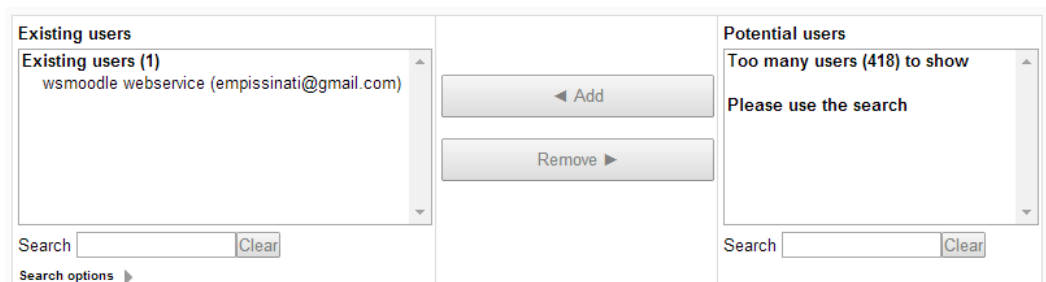 Existing users
Existing users (1)
wsmoodle webservice (empissinati@gmail.com)
Search
Clear
Search options
◄ Add
Remove ►
Potential users
Too many users (418) to show
Please use the search
Search
Clear